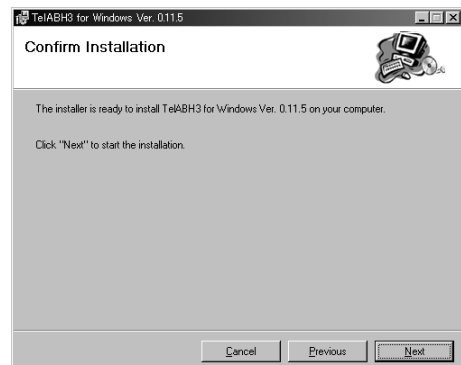 TelABH3 for Windows Ver. 0.11.5
Confirm Installation
The installer is ready to install TelABH3 for Windows Ver. 0.11.5 on your computer.
Click "Next" to start the installation.
Cancel Previous Next